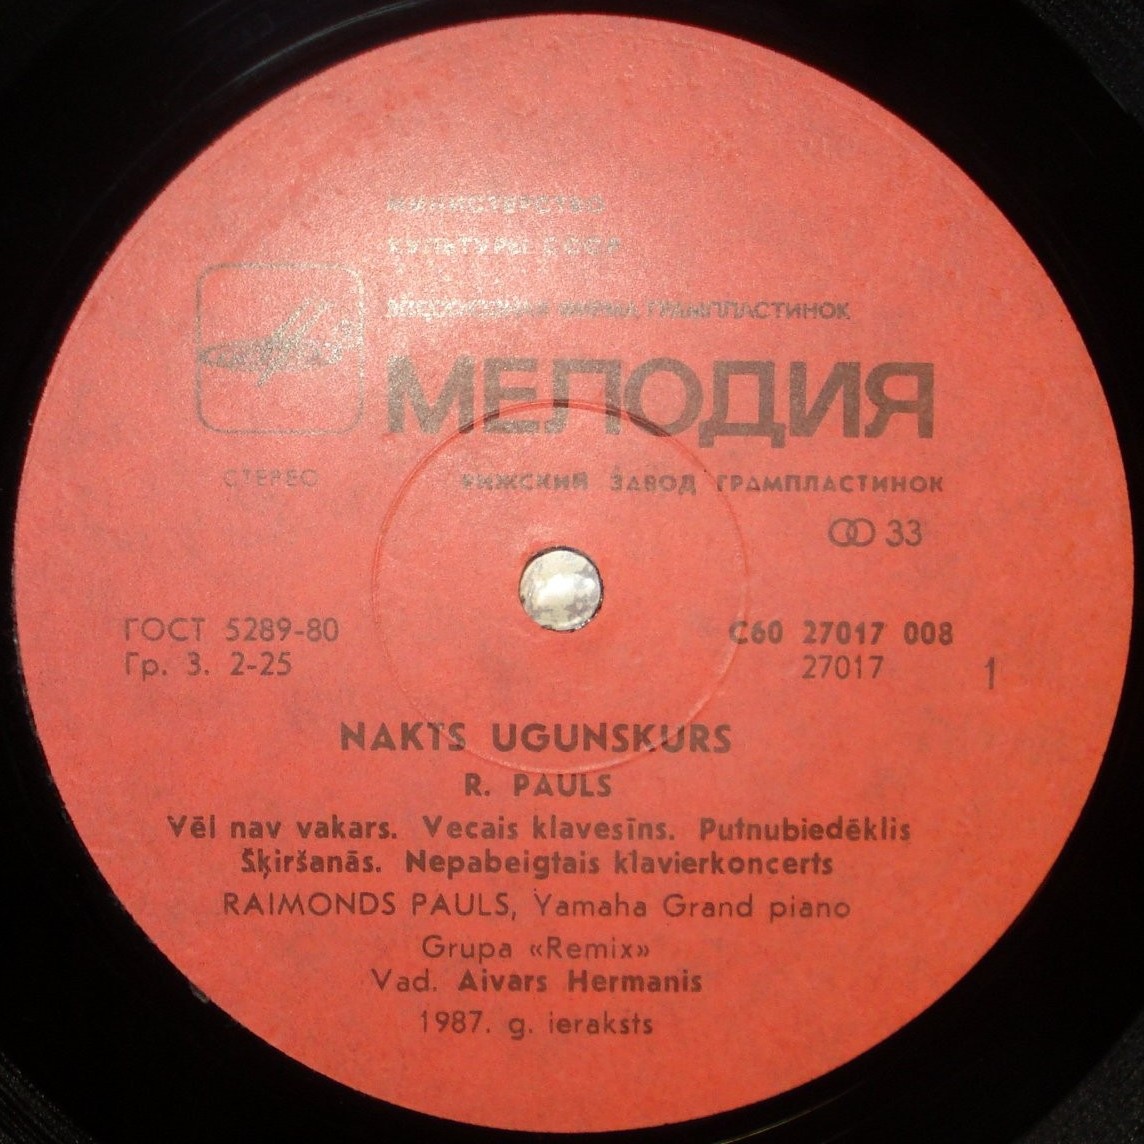 МИНИСТЕРСТВО
КУЛЬТУРЫ СССР
ВСЕСОЮЗНАЯ ФИРМА ГРАМПЛАСТИНОК
МЕЛОДИЯ
СТЕРЕО
РИЖСКИЙ ЗАВОД ГРАМПЛАСТИНОК
33
ГОСТ 5289-80
Гр. 3. 2-25
С60 27017 008
27017
1
NAKTS UGUNSKURS
R. PAULS
Vēl nav vakars. Vecais klavesīns. Putnubiedēklis
Šķiršanās. Nepabeigtais klavierkoncerts
RAIMONDS PAULS, Yamaha Grand piano
Grupa «Remix»
Vad. Aivars Hermanis
1987. g. ieraksts